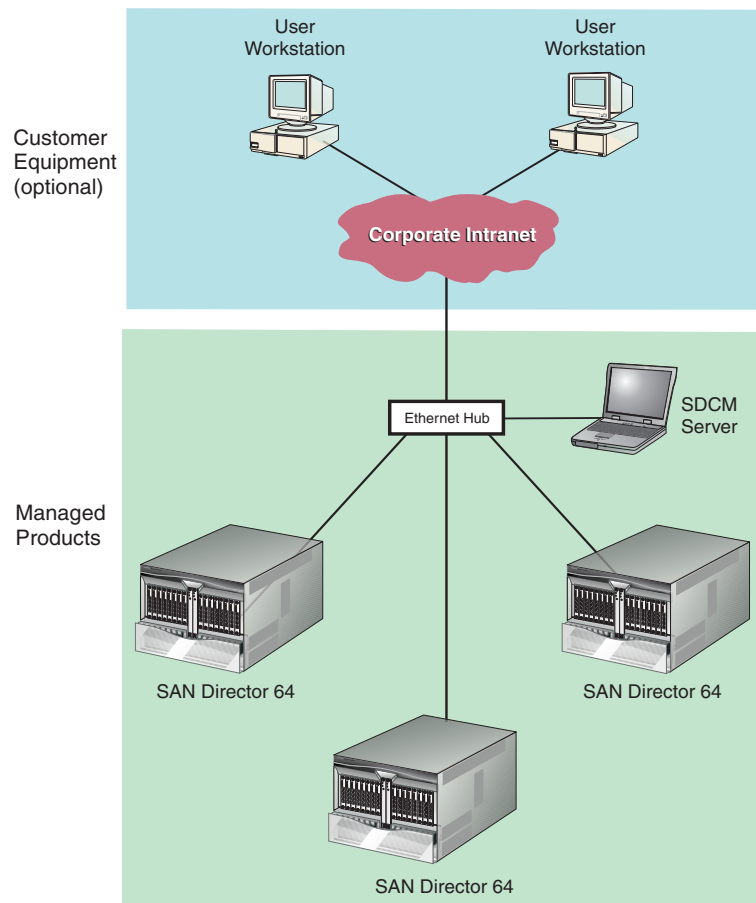 User
Workstation
User
Workstation
Customer
Equipment
(optional)
Corporate Intranet
Ethernet Hub
SDCM
Server
Managed
Products
SAN Director 64
SAN Director 64
SAN Director 64